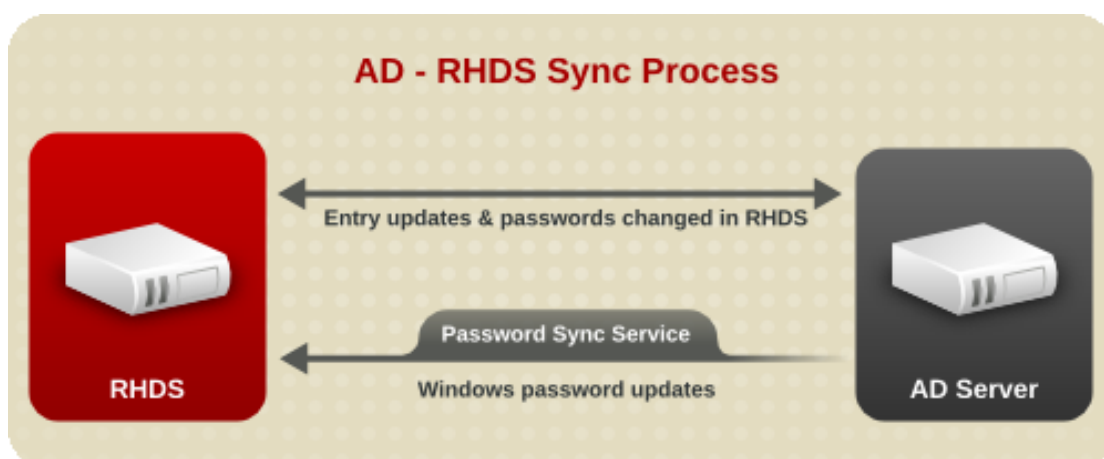 AD - RHDS Sync Process
Entry updates & passwords changed in RHDS
Password Sync Service
Windows password updates
RHDS
AD Server